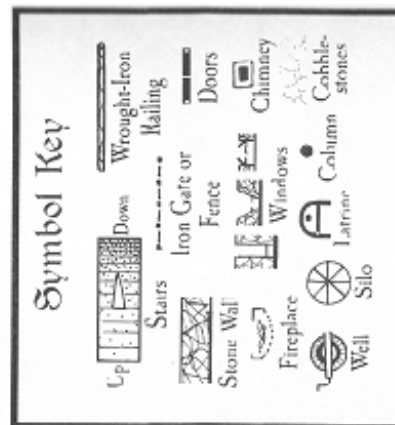 Symbol Key
Up
Down
Stairs
Wrought-Iron
Railing
Iron Gate or
Fence
Doors
Stone Wall
Windows
Chimney
Fireplace
Latrine
Column
Cobble-
stones
Well
Silo